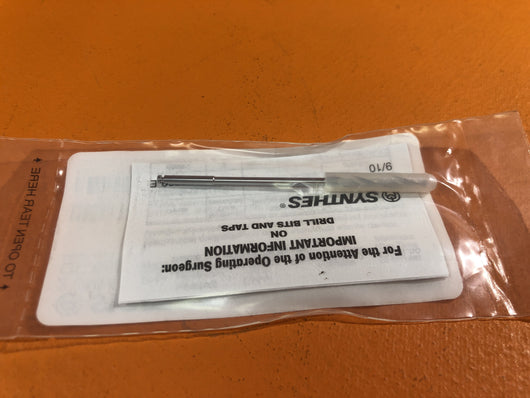 For the Attention of the Operating Surgeon:
IMPORTANT INFORMATION
ON
DRILL BITS AND TAPS
SYNTHES®
9/10
TO OPEN TEAR HERE